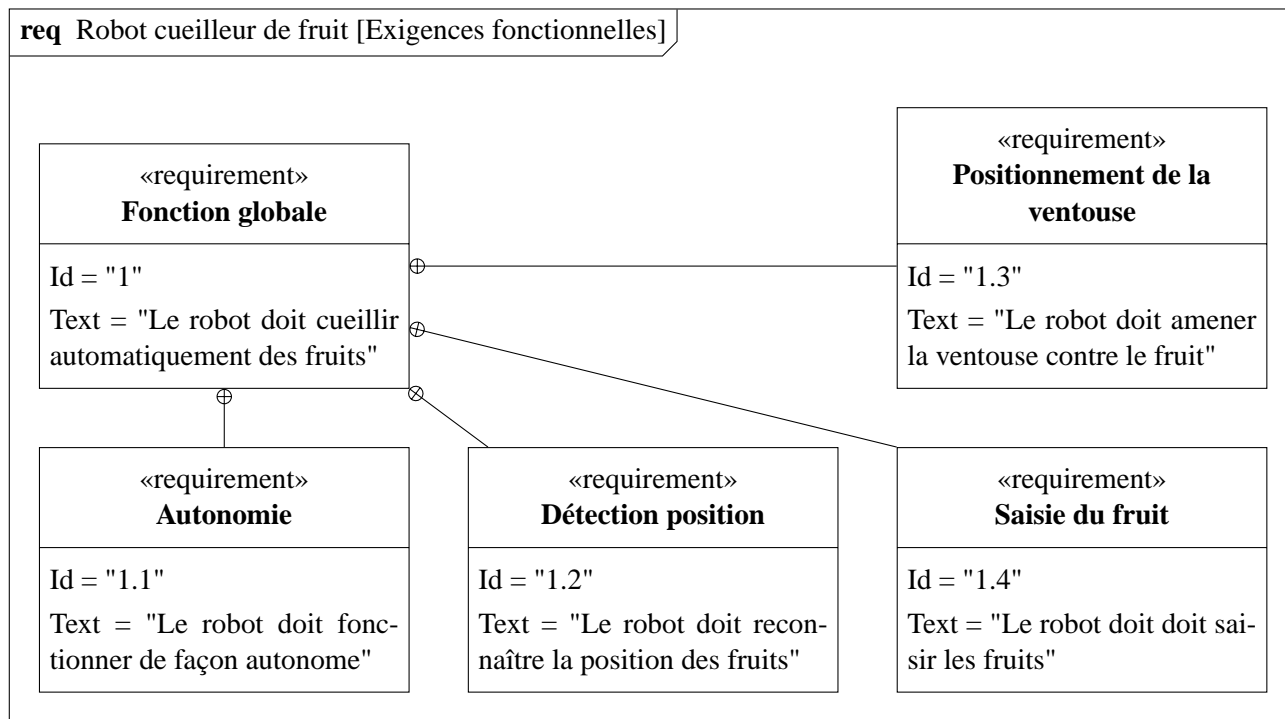 req Robot cueilleur de fruit [Exigences fonctionnelles]
«requirement»
Fonction globale
Id = "1"
Text = "Le robot doit cueillir
automatiquement des fruits"
«requirement»
Positionnement de la
ventouse
Id = "1.3"
Text = "Le robot doit amener
la ventouse contre le fruit"
«requirement»
Autonomie
Id = "1.1"
Text = "Le robot doit fonc-
tionner de façon autonome"
«requirement»
Détection position
Id = "1.2"
Text = "Le robot doit recon-
naître la position des fruits"
«requirement»
Saisie du fruit
Id = "1.4"
Text = "Le robot doit doit sai-
sir les fruits"